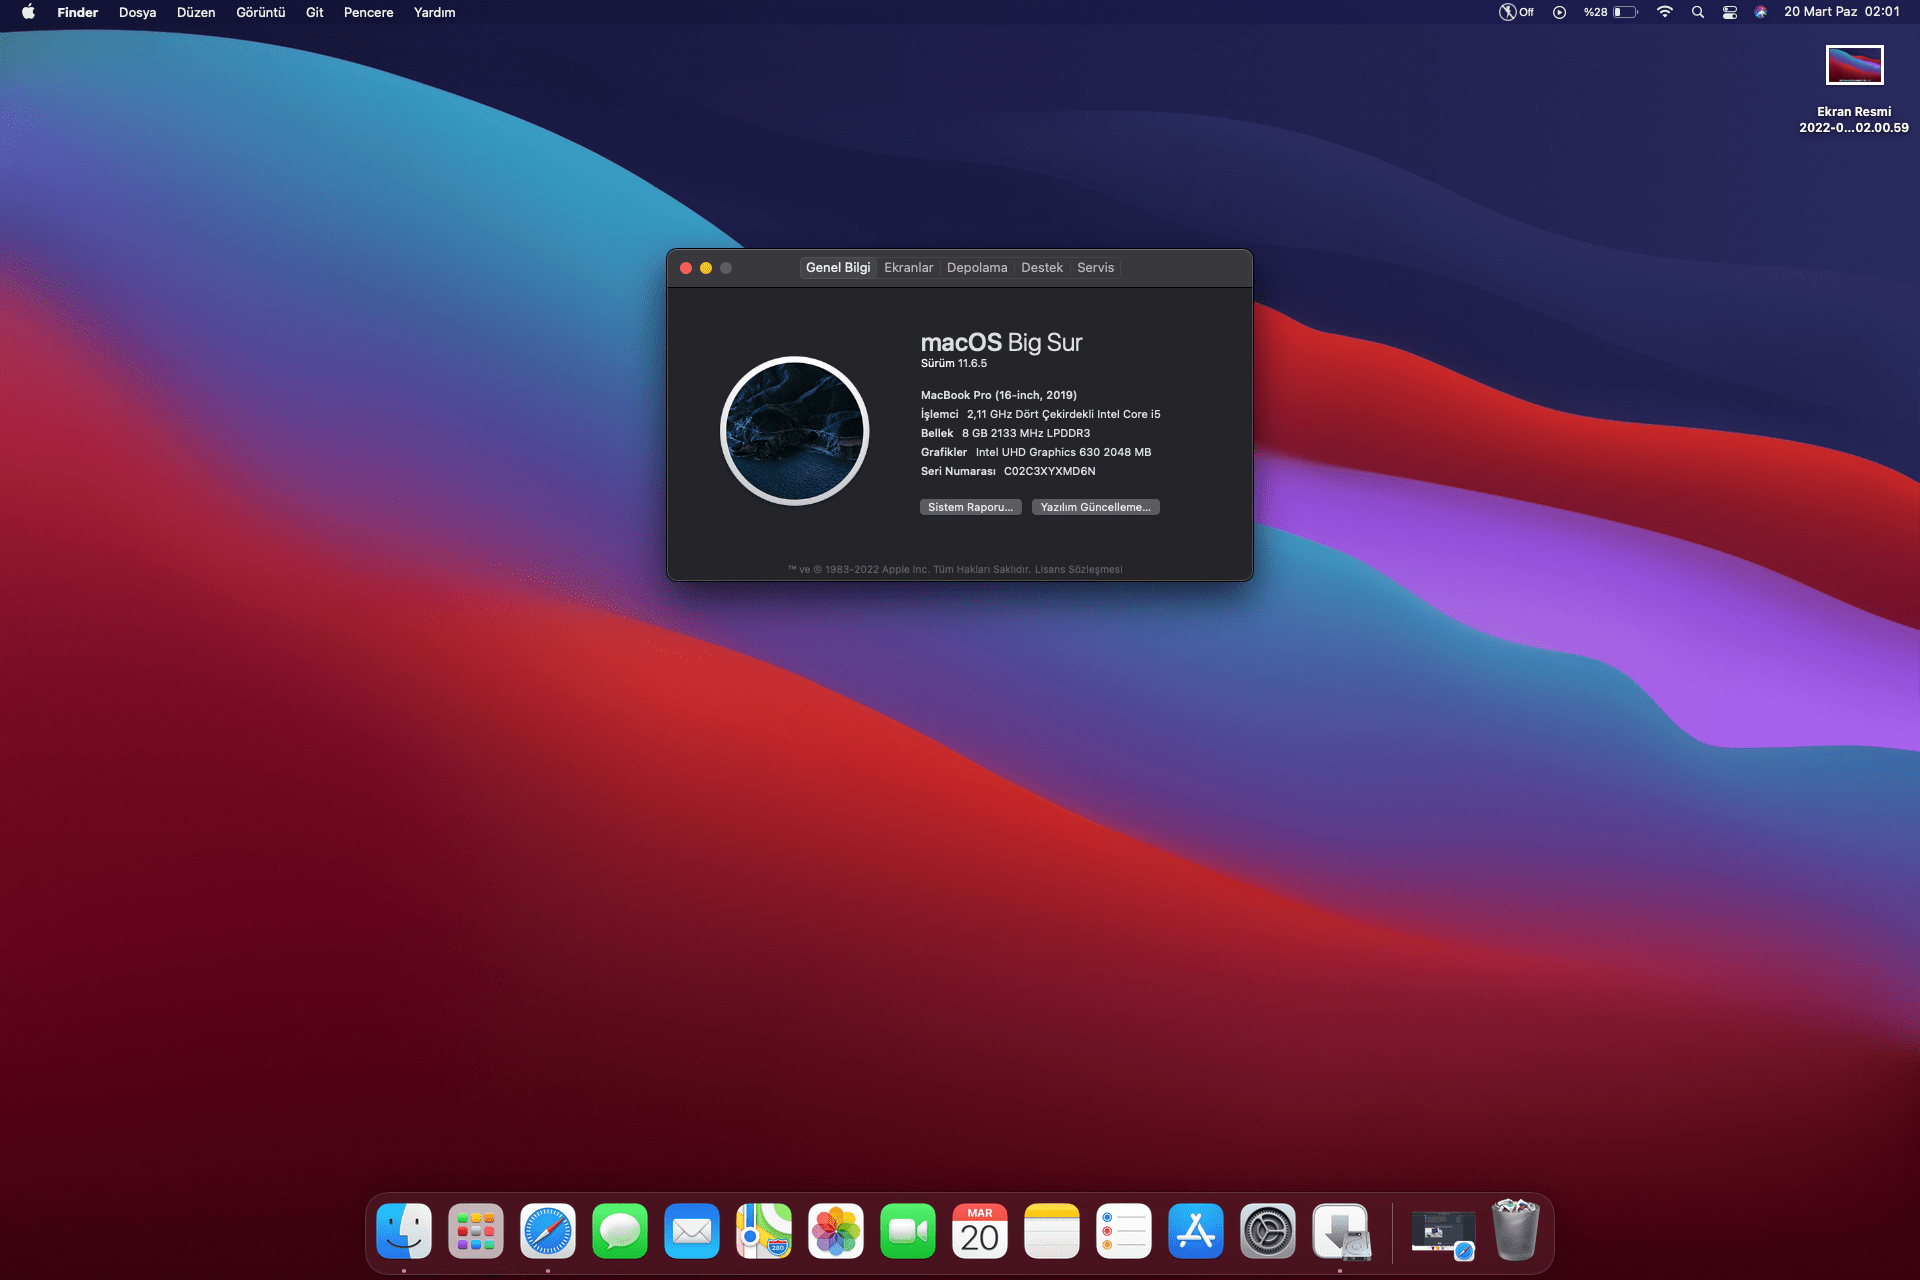 Finder Dosya Düzen Görüntü Git Pencere Yardım
Off %28 20 Mart Paz 02:01
Ekran Resmi
2022-0...02.00.59
Genel Bilgi Ekranlar Depolama Destek Servis
macOS Big Sur
Sürüm 11.6.5
MacBook Pro (16-inch, 2019)
İşlemci 2,11 GHz Dört Çekirdekli Intel Core i5
Bellek 8 GB 2133 MHz LPDDR3
Grafikler Intel UHD Graphics 630 2048 MB
Seri Numarası C02C3XYXMD6N
Sistem Raporu... Yazılım Güncelleme...
™ ve © 1983-2022 Apple Inc. Tüm Hakları Saklıdır. Lisans Sözleşmesi
280
MAR
20